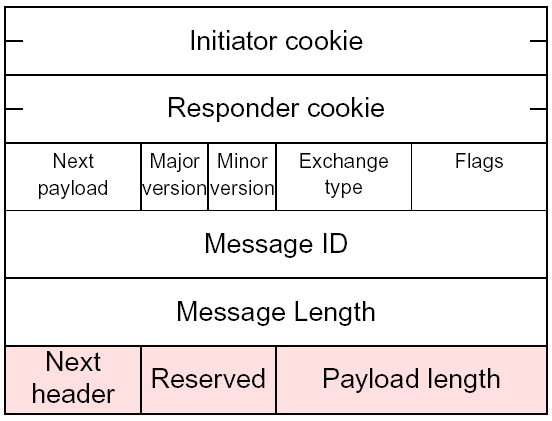 Initiator cookie
Responder cookie
Next payload
Major version
Minor version
Exchange type
Flags
Message ID
Message Length
Next header
Reserved
Payload length